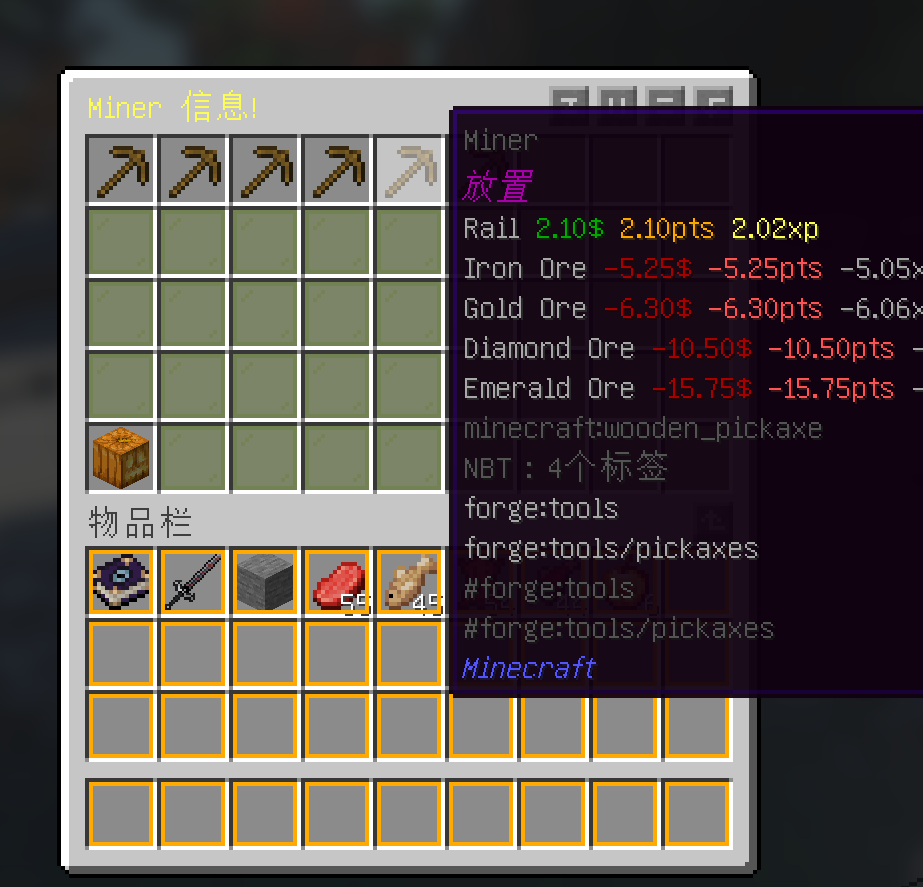 Miner 信息!
Miner
放置
Rail 2.10$ 2.10pts 2.02xp
Iron Ore -5.25$ -5.25pts -5.05x
Gold Ore -6.30$ -6.30pts -6.06x
Diamond Ore -10.50$ -10.50pts -
Emerald Ore -15.75$ -15.75pts -
minecraft:wooden_pickaxe
NBT：4个标签
物品栏
forge:tools
forge:tools/pickaxes
#forge:tools
#forge:tools/pickaxes
Minecraft
55
45